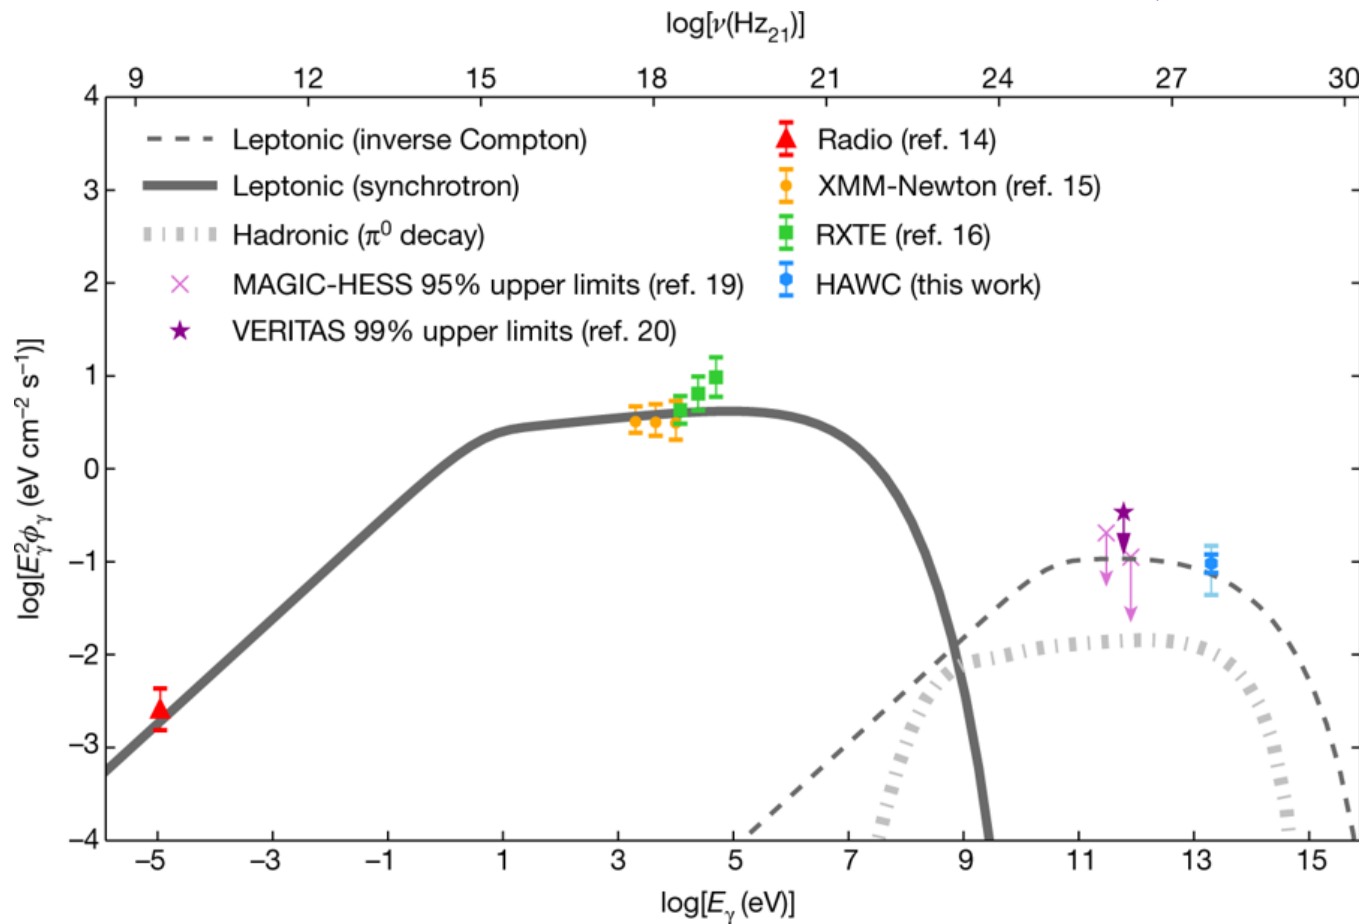 log[ν(Hz₂₁)]
9 12 15 18 21 24 27 30
Leptonic (inverse Compton)
Leptonic (synchrotron)
Hadronic (π⁰ decay)
MAGIC-HESS 95% upper limits (ref. 19)
VERITAS 99% upper limits (ref. 20)
Radio (ref. 14)
XMM-Newton (ref. 15)
RXTE (ref. 16)
HAWC (this work)
4
3
2
1
0
–1
–2
–3
–4
log[E²ᵧϕᵧ (eV cm⁻² s⁻¹)]
–5 –3 –1 1 3 5 7 9 11 13 15
log[Eᵧ (eV)]